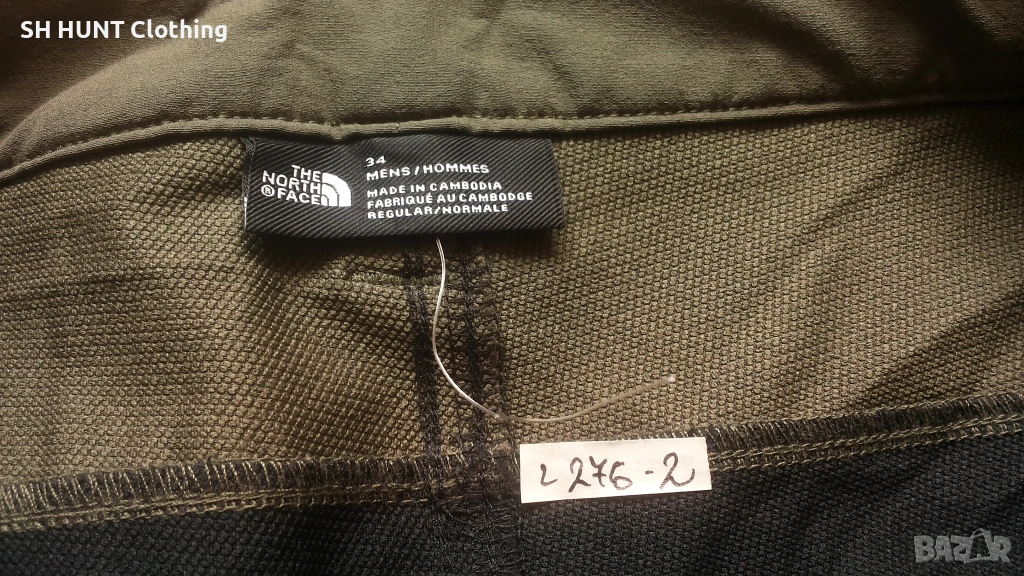 SH HUNT Clothing
THE
NORTH
®FACE
34
MENS / HOMMES
MADE IN CAMBODIA
FABRIQUÉ AU CAMBODGE
REGULAR/NORMALE
L 276-2
BAZAR